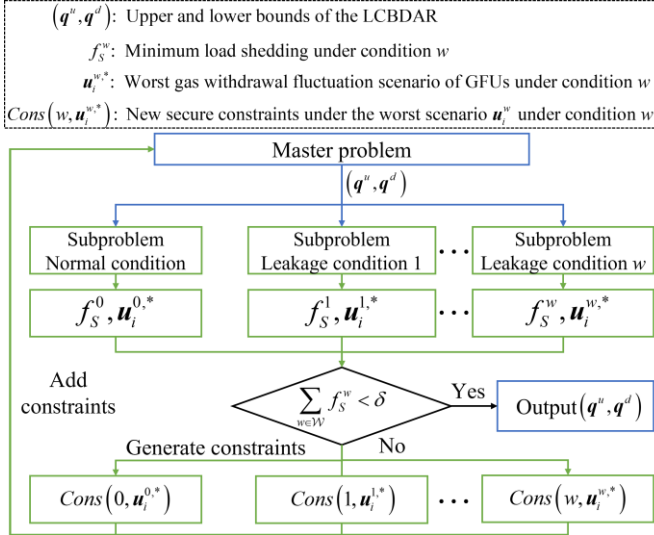 (q^u, q^d): Upper and lower bounds of the LCBDAR
f_S^w: Minimum load shedding under condition w
u_i^{w,*}: Worst gas withdrawal fluctuation scenario of GFUs under condition w
Cons(w, u_i^{w,*}): New secure constraints under the worst scenario u_i^w under condition w
Master problem
(q^u, q^d)
Subproblem
Normal condition
Subproblem
Leakage condition 1
...
Subproblem
Leakage condition w
f_S^0, u_i^{0,*}
f_S^1, u_i^{1,*}
...
f_S^w, u_i^{w,*}
Add
constraints
∑_{w∈W} f_S^w < δ
Yes
Output(q^u, q^d)
Generate constraints
No
Cons(0, u_i^{0,*})
Cons(1, u_i^{1,*})
...
Cons(w, u_i^{w,*})